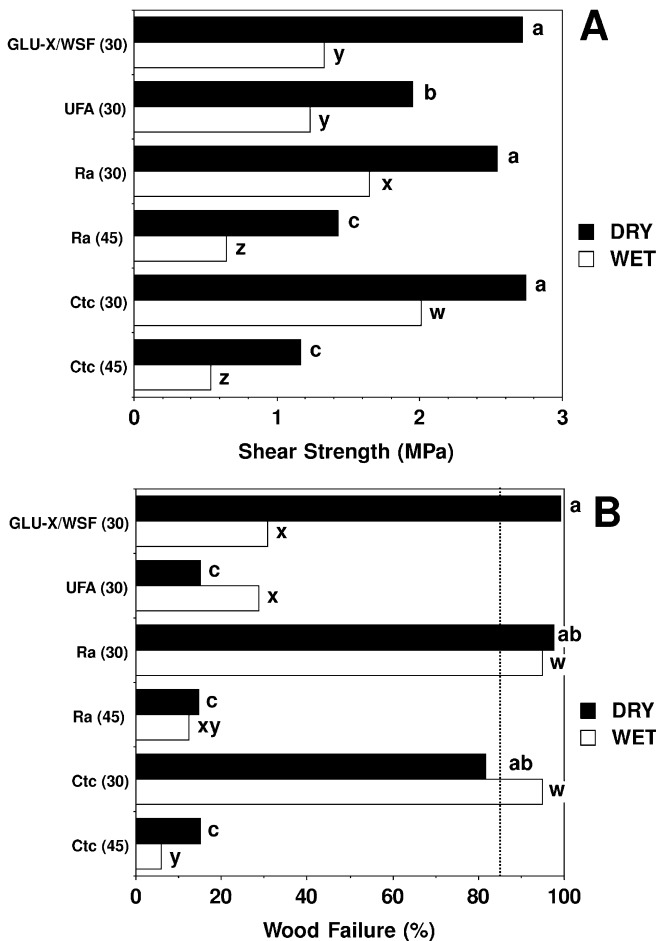 A
GLU-X/WSF (30)
a
y
UFA (30)
b
y
Ra (30)
a
x
Ra (45)
c
z
DRY
WET
Ctc (30)
a
w
Ctc (45)
c
z
0 1 2 3
Shear Strength (MPa)
B
GLU-X/WSF (30)
a
x
UFA (30)
c
x
Ra (30)
ab
w
Ra (45)
c
xy
DRY
WET
Ctc (30)
ab
w
Ctc (45)
c
y
0 20 40 60 80 100
Wood Failure (%)